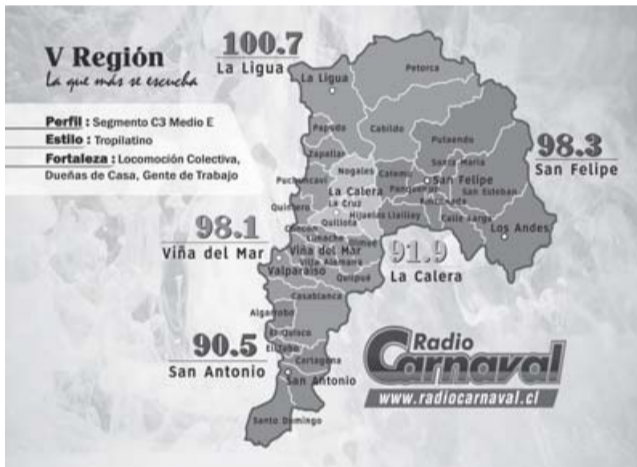 V Región
La que más se escucha
Perfil : Segmento C3 Medio E
Estilo : Tropilatino
Fortaleza : Locomoción Colectiva,
Dueñas de Casa, Gente de Trabajo
100.7
La Ligua
La Ligua
Petorca
Papudo
Cabildo
Zapallar
Putaendo
98.3
San Felipe
Santa María
Nogales
Catemu
San Felipe
Puchuncaví
La Calera
Panquehue
San Esteban
La Cruz
Quintero
Hijuelas
Llaillay
Calle Larga
Quillota
Los Andes
98.1
Viña del Mar
Concón
Limache
Olmué
91.9
La Calera
Viña del Mar
Villa Alemana
Valparaíso
Quilpué
Casablanca
Algarrobo
El Quisco
90.5
San Antonio
El Tabo
Cartagena
San Antonio
Santo Domingo
Radio
Carnaval
www.radiocarnaval.cl